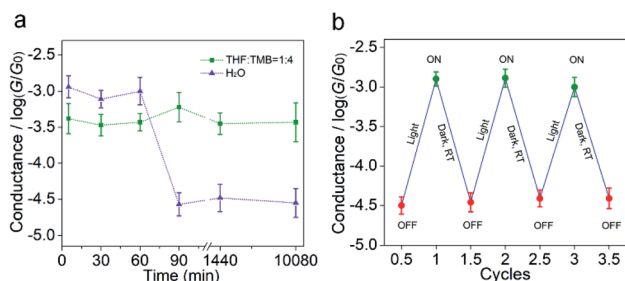 a
Conductance / log(G/G0)
-2.5
-3.0
-3.5
-4.0
-4.5
-5.0
THF:TMB=1:4
H2O
0 30 60 90 1440 10080
Time (min)
b
Conductance / log(G/G0)
-2.5
-3.0
-3.5
-4.0
-4.5
-5.0
ON ON ON
Light Dark, RT Light Dark, RT Light Dark, RT
OFF OFF OFF OFF
0.5 1 1.5 2 2.5 3 3.5
Cycles